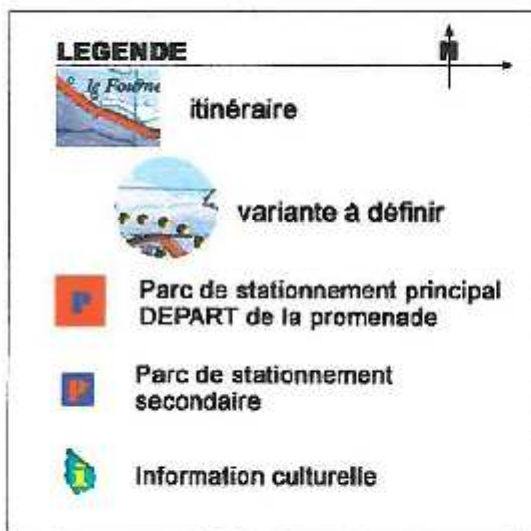 LEGENDE N
le Fourne
itinéraire
variante à définir
P Parc de stationnement principal
DEPART de la promenade
P Parc de stationnement
secondaire
i Information culturelle